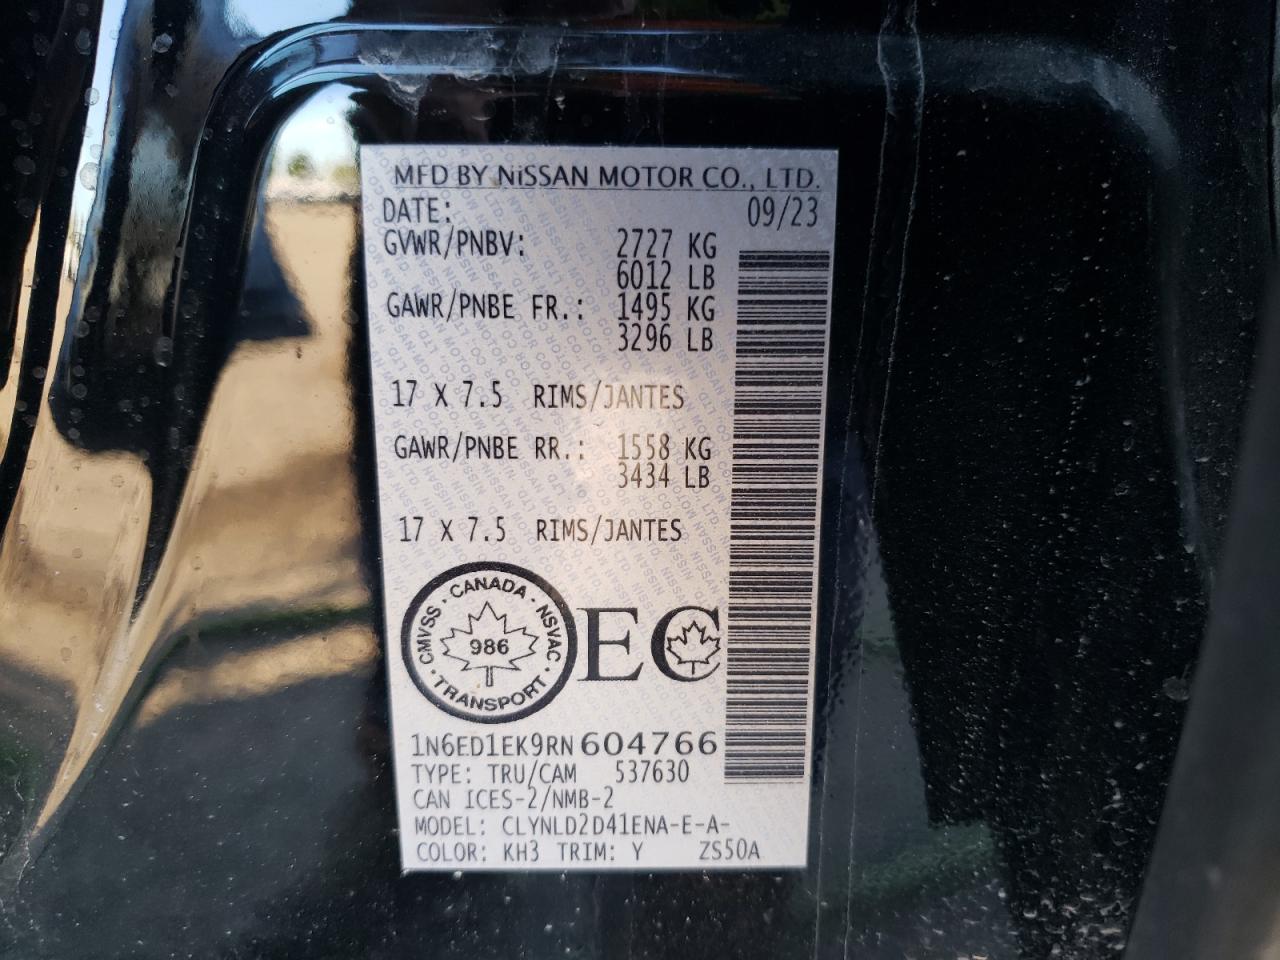 MFD BY NiSSAN MOTOR CO., LTD.
DATE: 09/23
GVWR/PNBV: 2727 KG
6012 LB
GAWR/PNBE FR.: 1495 KG
3296 LB
17 X 7.5 RIMS/JANTES
GAWR/PNBE RR.: 1558 KG
3434 LB
17 X 7.5 RIMS/JANTES
CMVSS · CANADA · NSVAC · TRANSPORT ·
986
EC
1N6ED1EK9RN604766
TYPE: TRU/CAM 537630
CAN ICES-2/NMB-2
MODEL: CLYNLD2D41ENA-E-A-
COLOR: KH3 TRIM: Y ZS50A